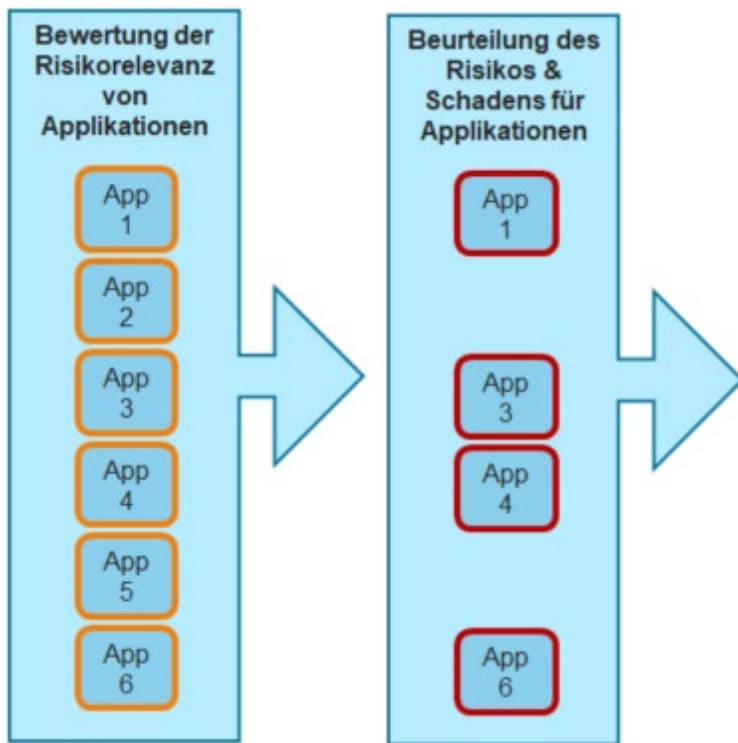 Bewertung der
Risikorelevanz
von
Applikationen
App
1
App
2
App
3
App
4
App
5
App
6
Beurteilung des
Risikos &
Schadens für
Applikationen
App
1
App
3
App
4
App
6